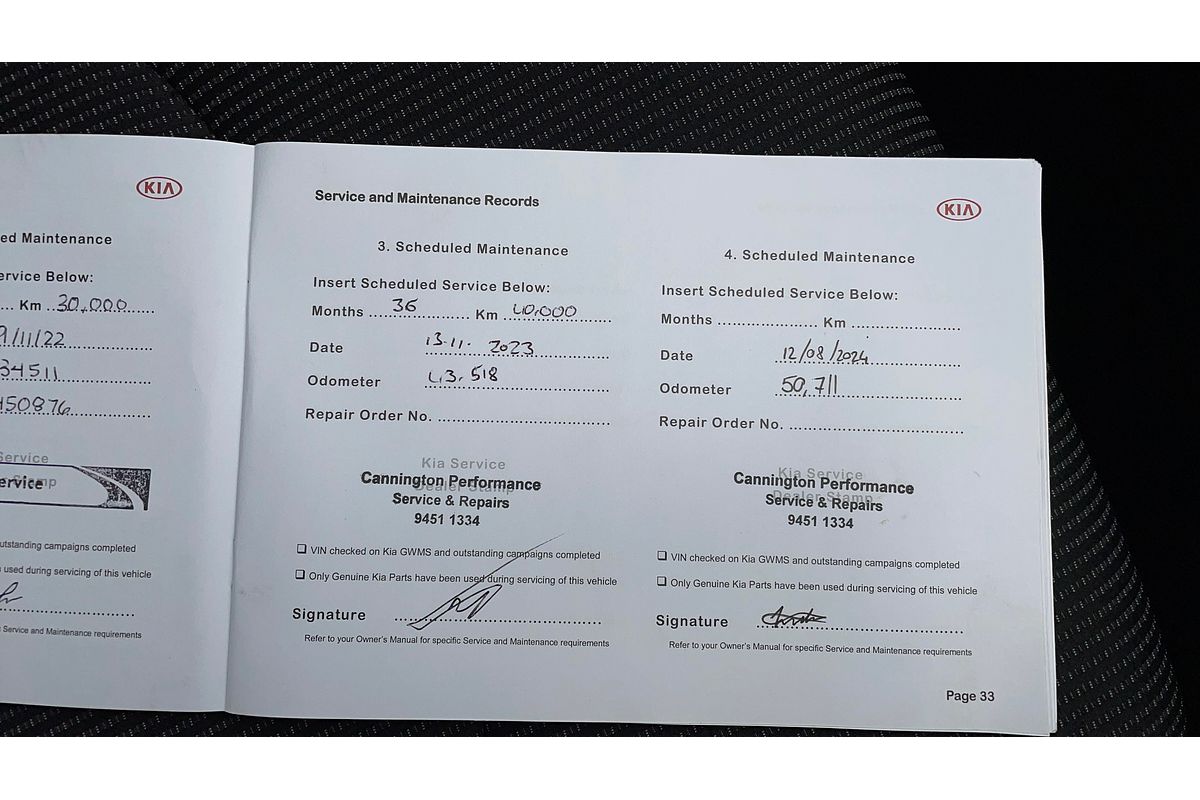 KIA
ed Maintenance
ervice Below:
Km 30,000
9/11/22
34511
450876
Service
Stamp
ervice
utstanding campaigns completed
used during servicing of this vehicle
Service and Maintenance requirements
Service and Maintenance Records
3. Scheduled Maintenance
Insert Scheduled Service Below:
Months 36 Km 40,000
Date 13.11. 2023
Odometer 43,518
Repair Order No.
Kia Service
Dealer Stamp
Cannington Performance
Service & Repairs
9451 1334
VIN checked on Kia GWMS and outstanding campaigns completed
Only Genuine Kia Parts have been used during servicing of this vehicle
Signature
Refer to your Owner's Manual for specific Service and Maintenance requirements
KIA
4. Scheduled Maintenance
Insert Scheduled Service Below:
Months Km
Date 12/08/2024
Odometer 50,711
Repair Order No.
Kia Service
Dealer Stamp
Cannington Performance
Service & Repairs
9451 1334
VIN checked on Kia GWMS and outstanding campaigns completed
Only Genuine Kia Parts have been used during servicing of this vehicle
Signature
Refer to your Owner's Manual for specific Service and Maintenance requirements
Page 33